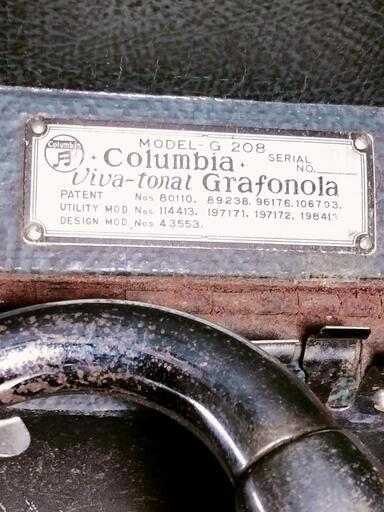 Columbia
MODEL-G 208
Columbia
SERIAL NO.
Viva-tonal Grafonola
PATENT Nos 80110. 89238. 96176. 106703.
UTILITY MOD. Nos 114413. 197171. 197172. 198413
DESIGN MOD. Nos 43553.